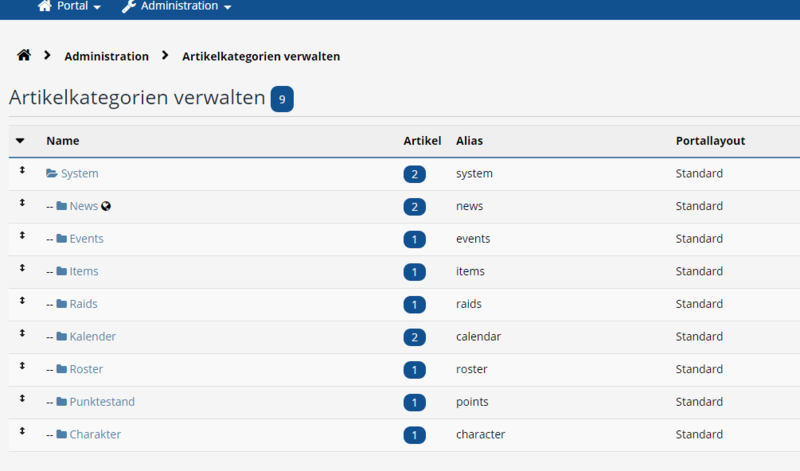 Portal Administration
Administration Artikelkategorien verwalten
Artikelkategorien verwalten 9
Name Artikel Alias Portallayout
System 2 system Standard
-- News 2 news Standard
-- Events 1 events Standard
-- Items 1 items Standard
-- Raids 1 raids Standard
-- Kalender 2 calendar Standard
-- Roster 1 roster Standard
-- Punktestand 1 points Standard
-- Charakter 1 character Standard